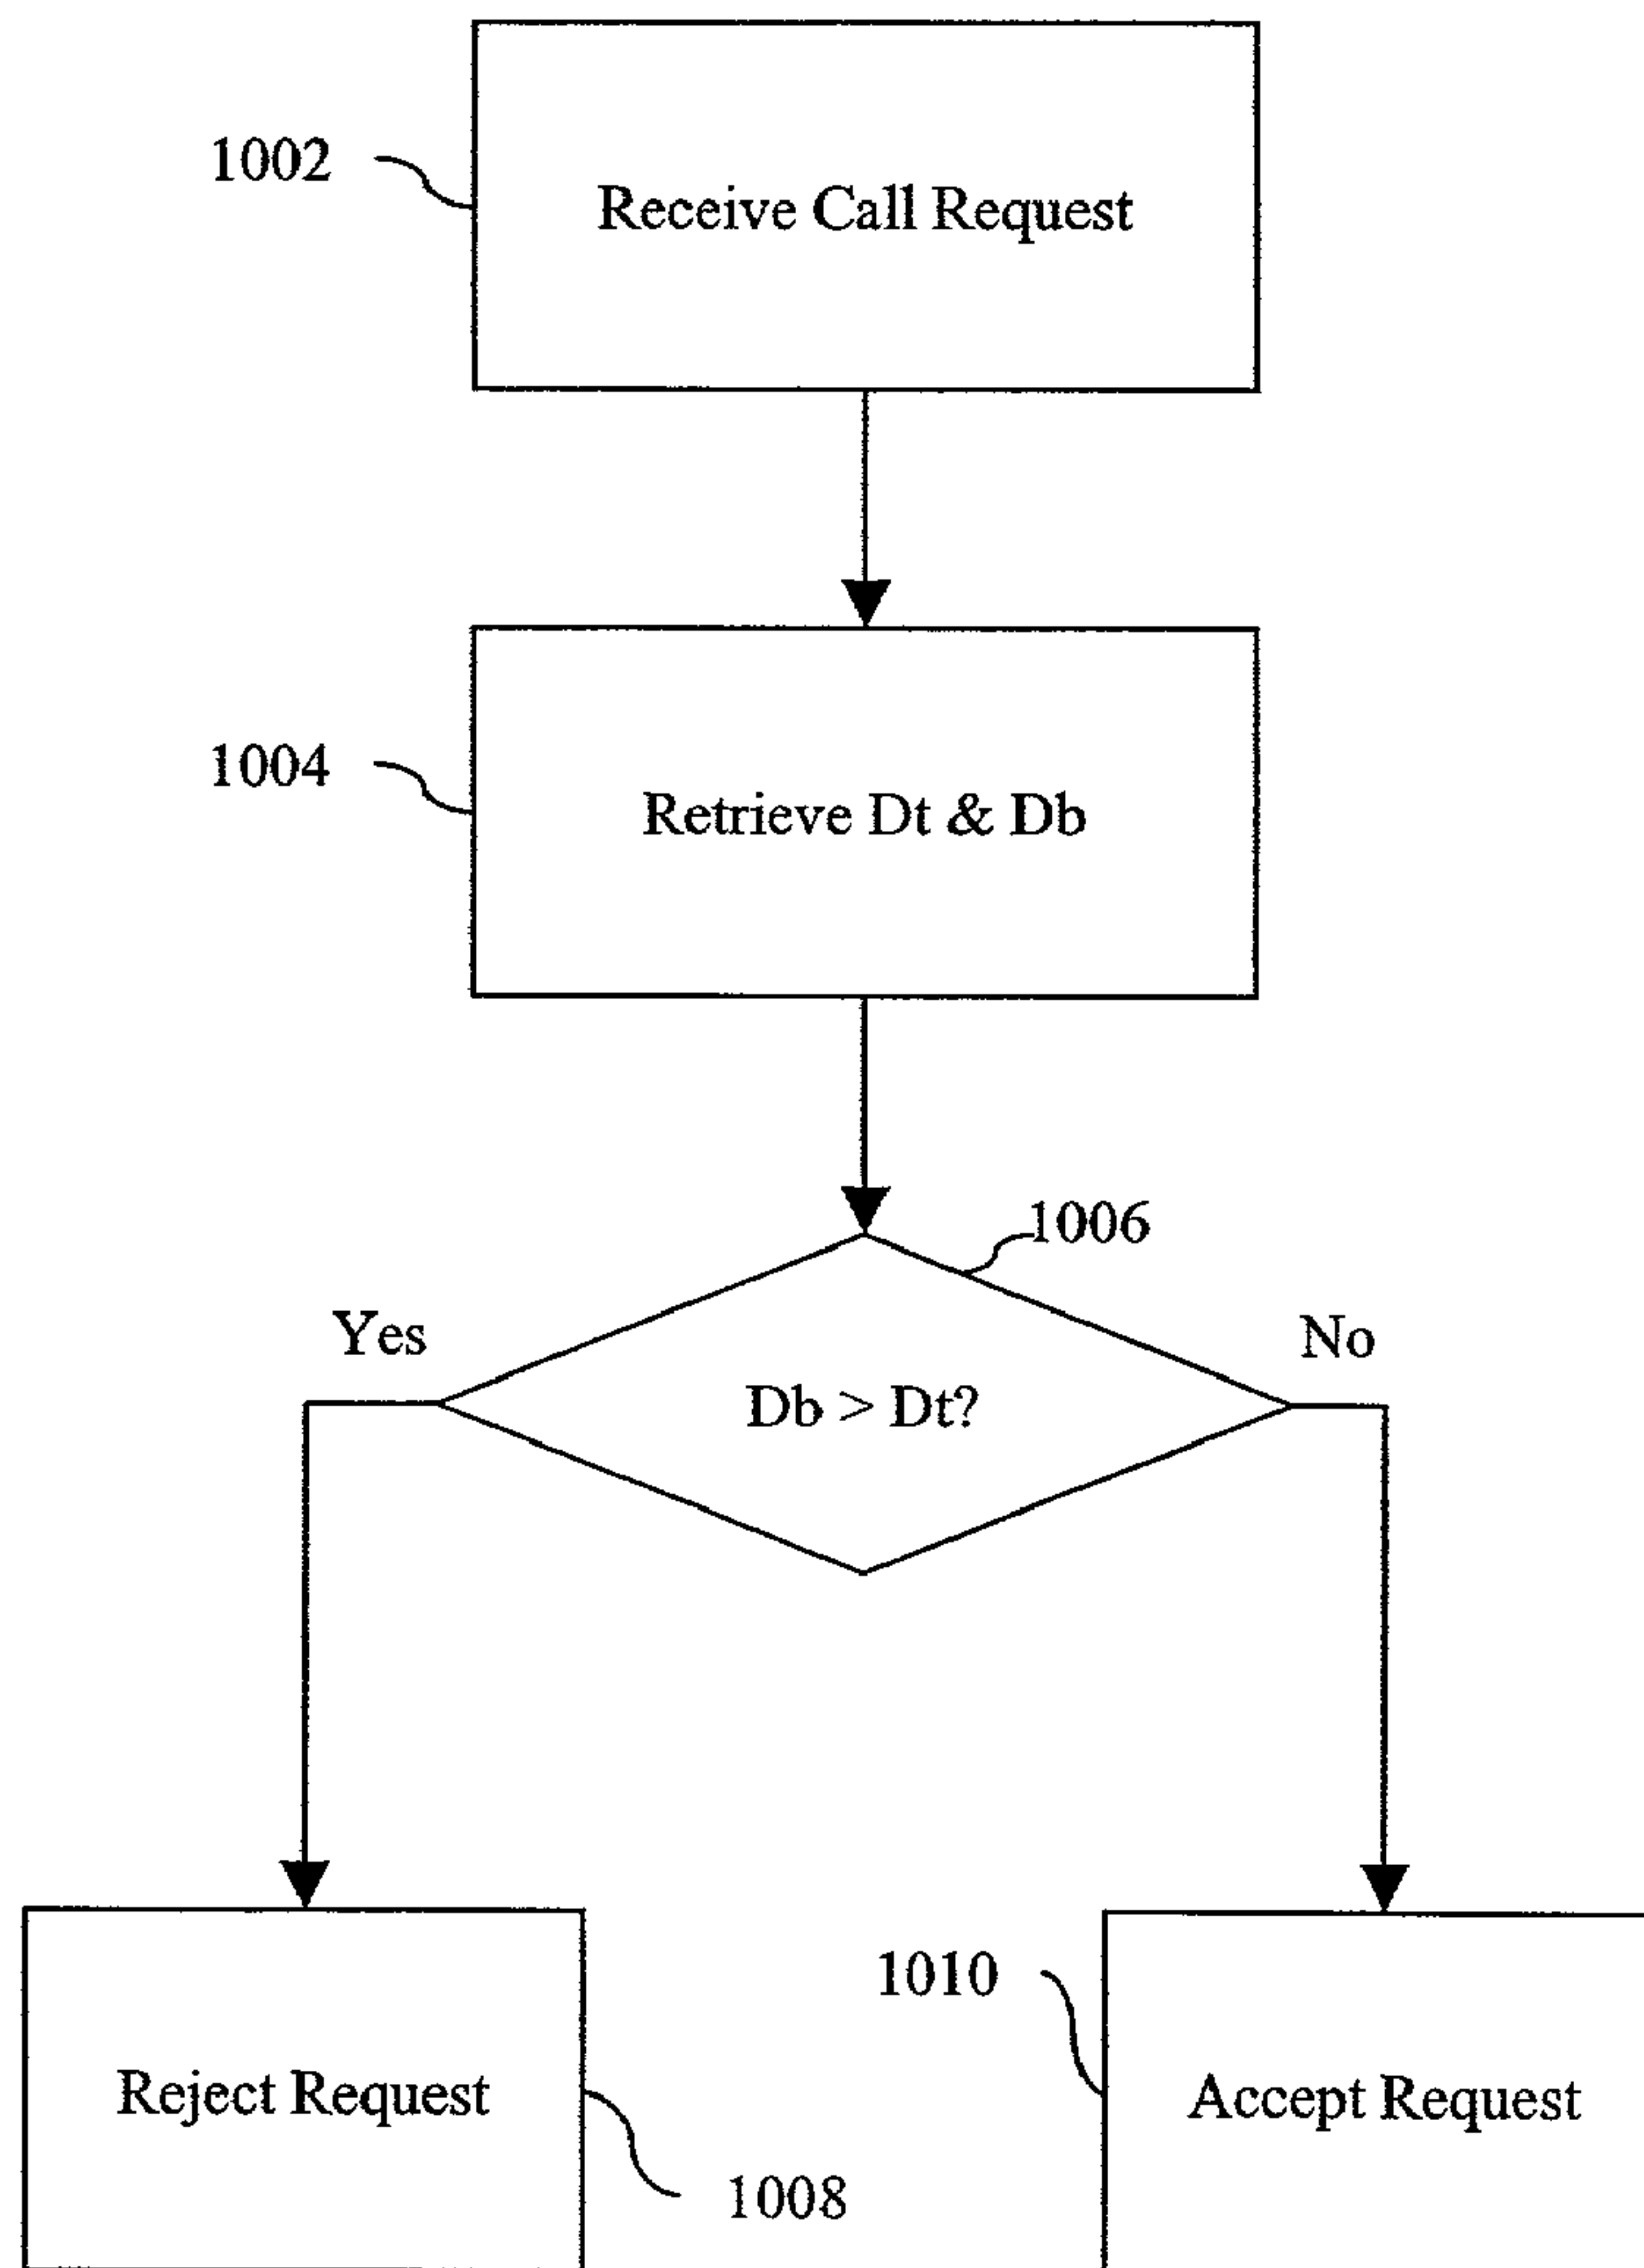 1002
Receive Call Request
1004
Retrieve Dt & Db
1006
Yes
No
Db > Dt?
1010
Reject Request
Accept Request
1008